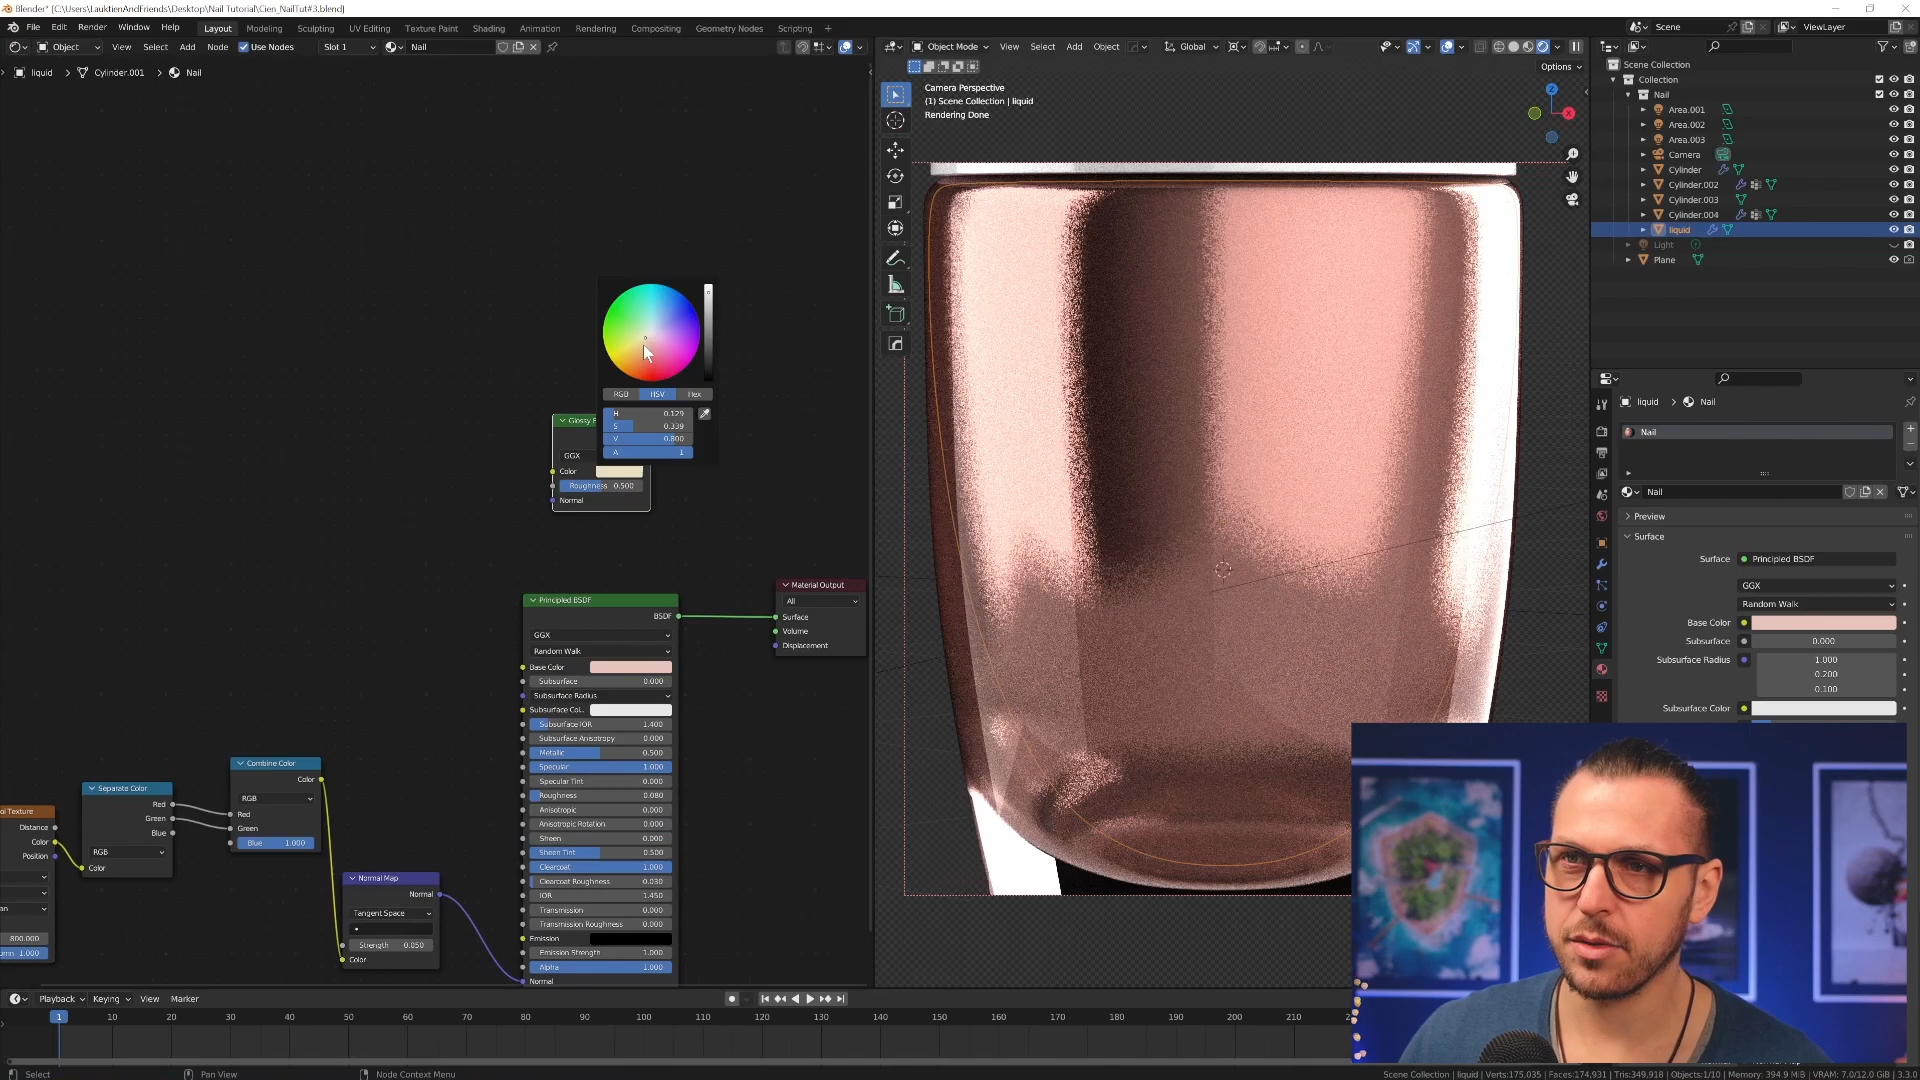 Blender* [C:\Users\LauktienAndFriends\Desktop\Nail Tutorial\Cien_NailTut#3.blend]
File Edit Render Window Help Layout Modeling Sculpting UV Editing Texture Paint Shading Animation Rendering Compositing Geometry Nodes Scripting + Scene ViewLayer
Object View Select Add Node Use Nodes Slot 1 Nail
Object Mode View Select Add Object Global
Options
liquid > Cylinder.001 > Nail
Camera Perspective
(1) Scene Collection | liquid
Rendering Done
Z
X
Scene Collection
Collection
Nail
Area.001
Area.002
Area.003
Camera
Cylinder
Cylinder.002
Cylinder.003
Cylinder.004
liquid
Light
Plane
RGB HSV Hex
H 0.129
S 0.339
V 0.800
A 1
Glossy
GGX
Color
Roughness 0.500
Normal
Principled BSDF
BSDF
GGX
Random Walk
Base Color
Subsurface 0.000
Subsurface Radius
Subsurface Col..
Subsurface IOR 1.400
Subsurface Anisotropy 0.000
Metallic 0.500
Specular 1.000
Specular Tint 0.000
Roughness 0.080
Anisotropic 0.000
Anisotropic Rotation 0.000
Sheen 0.000
Sheen Tint 0.500
Clearcoat 1.000
Clearcoat Roughness 0.030
IOR 1.450
Transmission 0.000
Transmission Roughness 0.000
Emission
Emission Strength 1.000
Alpha 1.000
Normal
Material Output
All
Surface
Volume
Displacement
Combine Color
Color
RGB
Red
Green
Blue 1.000
Separate Color
Red
Green
Blue
RGB
Color
Texture
Distance
Color
Position
800.000
1.000
Normal Map
Normal
Tangent Space
Strength 0.050
Color
liquid > Nail
Nail
Nail
Preview
Surface
Surface Principled BSDF
GGX
Random Walk
Base Color
Subsurface 0.000
Subsurface Radius 1.000
0.200
0.100
Subsurface Color
Playback Keying View Marker
1 10 20 30 40 50 60 70 80 90 100 110 120 130 140 150 160 170 180 190 200 210
Select Pan View Node Context Menu
Scene Collection | liquid | Verts:175,035 | Faces:174,931 | Tris:349,918 | Objects:1/10 | Memory: 394.9 MiB | VRAM: 7.0/12.0 GiB | 3.3.0